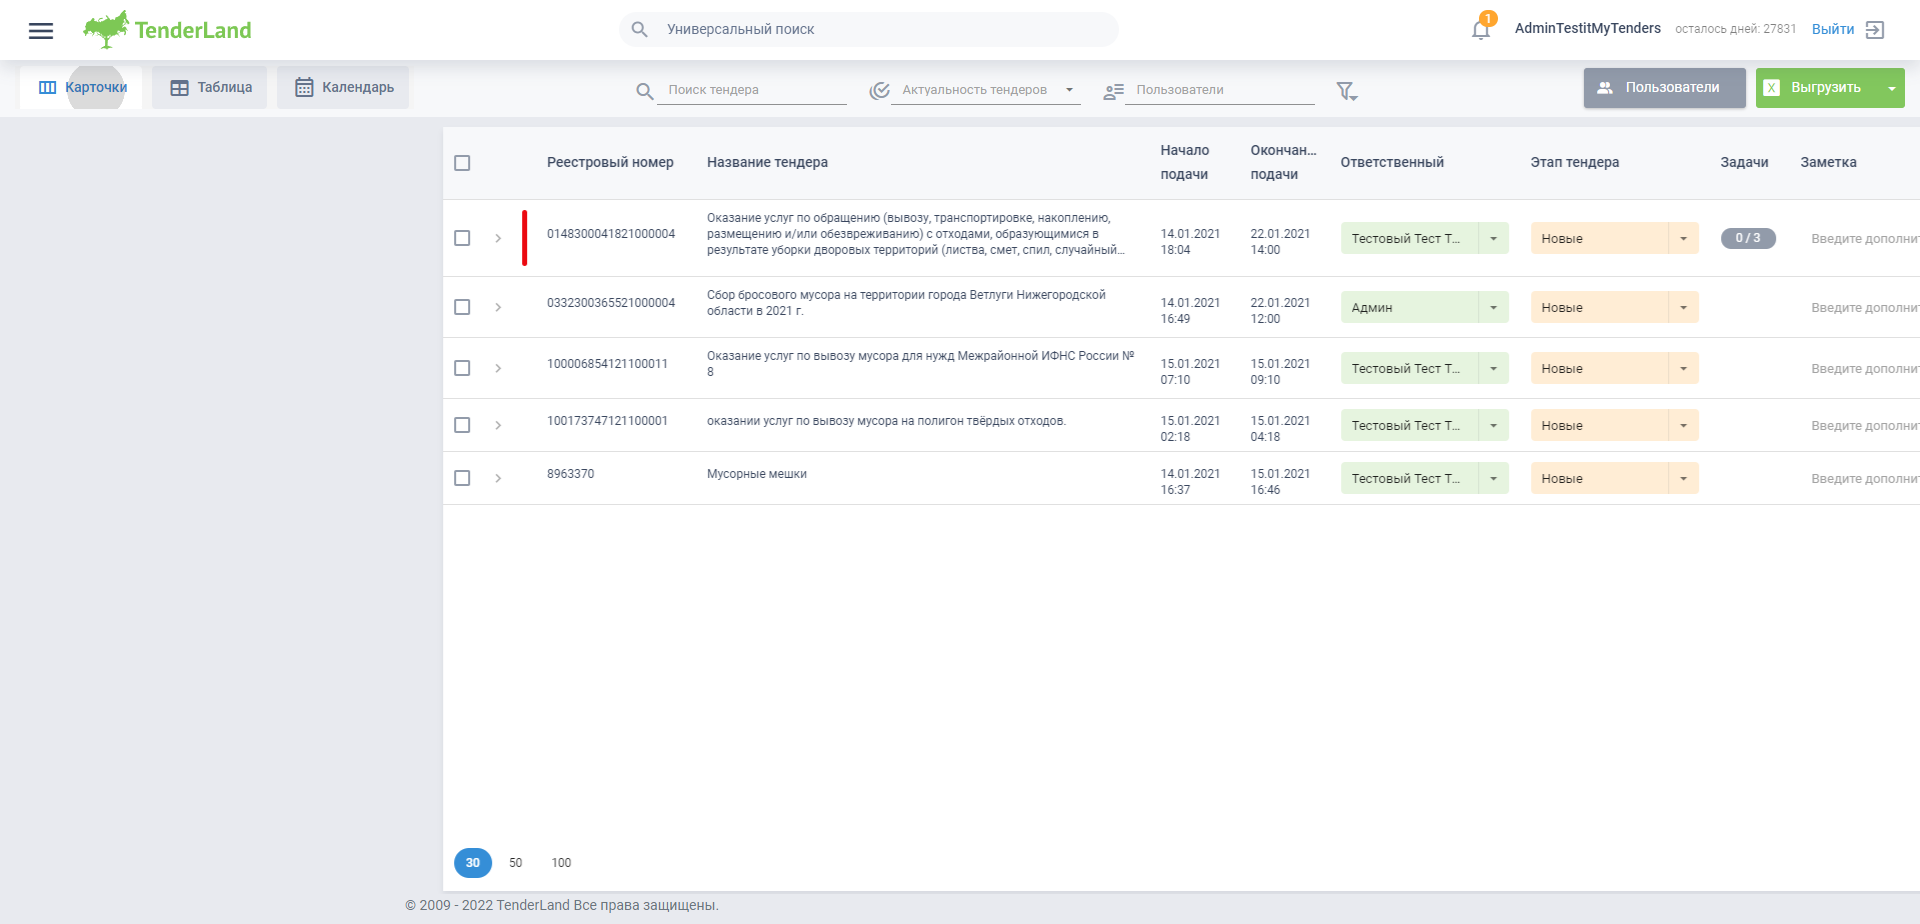 TenderLand
Универсальный поиск
1
AdminTestitMyTenders
осталось дней: 27831
Выйти
Карточки
Таблица
Календарь
Поиск тендера
Актуальность тендеров
Пользователи
Пользователи
X
Выгрузить
Реестровый номер
Название тендера
Начало
подачи
Окончан...
подачи
Ответственный
Этап тендера
Задачи
Заметка
0148300041821000004
Оказание услуг по обращению (вывозу, транспортировке, накоплению,
размещению и/или обезвреживанию) с отходами, образующимися в
результате уборки дворовых территорий (листва, смет, спил, случайный...
14.01.2021
18:04
22.01.2021
14:00
Тестовый Тест Т...
Новые
0 / 3
Введите дополнит
0332300365521000004
Сбор бросового мусора на территории города Ветлуги Нижегородской
области в 2021 г.
14.01.2021
16:49
22.01.2021
12:00
Админ
Новые
Введите дополнит
100006854121100011
Оказание услуг по вывозу мусора для нужд Межрайонной ИФНС России №
8
15.01.2021
07:10
15.01.2021
09:10
Тестовый Тест Т...
Новые
Введите дополнит
100173747121100001
оказании услуг по вывозу мусора на полигон твёрдых отходов.
15.01.2021
02:18
15.01.2021
04:18
Тестовый Тест Т...
Новые
Введите дополнит
8963370
Мусорные мешки
14.01.2021
16:37
15.01.2021
16:46
Тестовый Тест Т...
Новые
Введите дополнит
30
50
100
© 2009 - 2022 TenderLand Все права защищены.